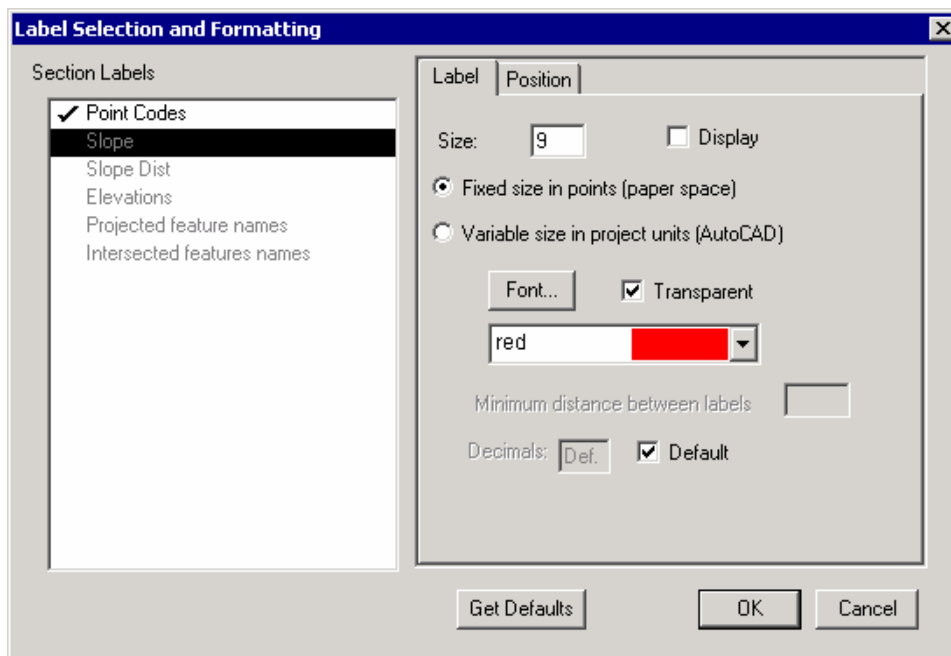 Label Selection and Formatting
Section Labels
Point Codes
Slope
Slope Dist
Elevations
Projected feature names
Intersected features names
Label Position
Size: 9 Display
Fixed size in points (paper space)
Variable size in project units (AutoCAD)
Font... Transparent
red
Minimum distance between labels
Decimals: Def. Default
Get Defaults OK Cancel